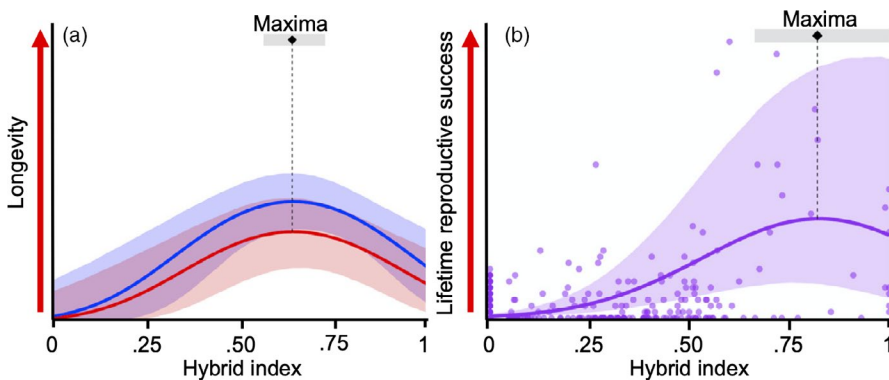 Maxima
(a)
Longevity
0
.25
.50
.75
1
Hybrid index
Maxima
(b)
Lifetime reproductive success
0
.25
.50
.75
1
Hybrid index